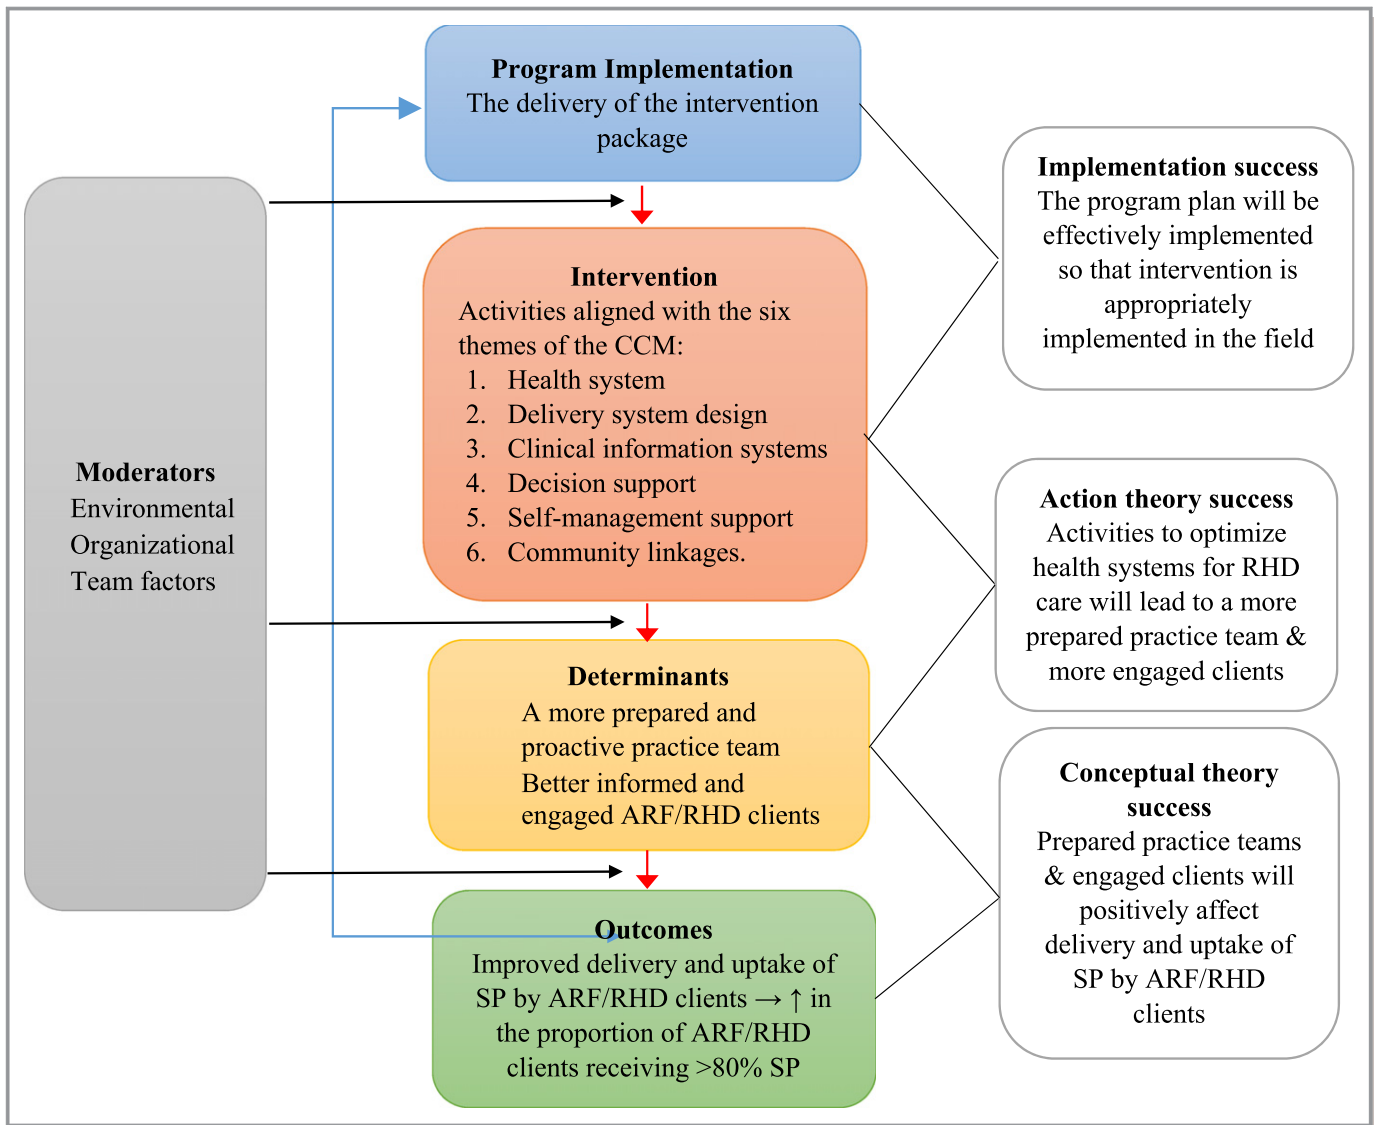 Program Implementation
The delivery of the intervention
package
Implementation success
The program plan will be
effectively implemented
so that intervention is
appropriately
implemented in the field
Intervention
Activities aligned with the six
themes of the CCM:
1. Health system
2. Delivery system design
3. Clinical information systems
4. Decision support
5. Self-management support
6. Community linkages.
Moderators
Environmental
Organizational
Team factors
Action theory success
Activities to optimize
health systems for RHD
care will lead to a more
prepared practice team &
more engaged clients
Determinants
A more prepared and
proactive practice team
Better informed and
engaged ARF/RHD clients
Conceptual theory
success
Prepared practice teams
& engaged clients will
positively affect
delivery and uptake of
SP by ARF/RHD
clients
Outcomes
Improved delivery and uptake of
SP by ARF/RHD clients → ↑ in
the proportion of ARF/RHD
clients receiving >80% SP